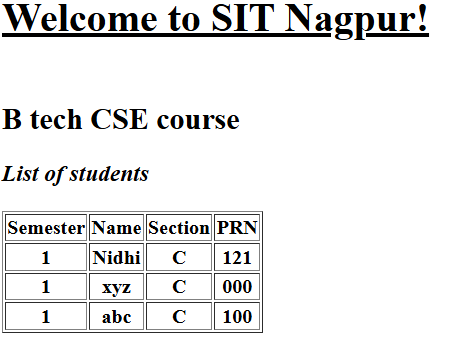 Welcome to SIT Nagpur!
B tech CSE course
List of students
Semester Name Section PRN
1 Nidhi C 121
1 xyz C 000
1 abc C 100